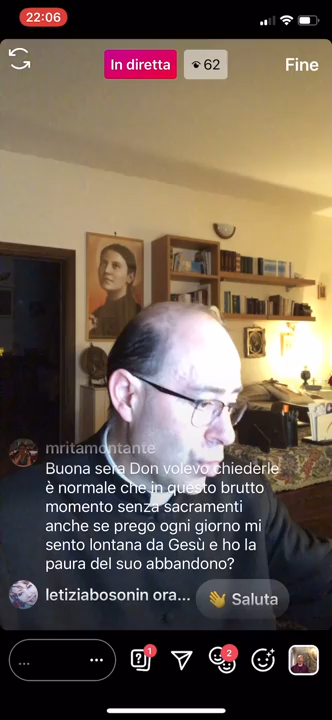 22:06
In diretta
62
Fine
mritamontante
Buona sera Don volevo chiederle
è normale che in questo brutto
momento senza sacramenti
anche se prego ogni giorno mi
sento lontana da Gesù e ho la
paura del suo abbandono?
letiziabosonin ora...
👋 Saluta
...
1
2